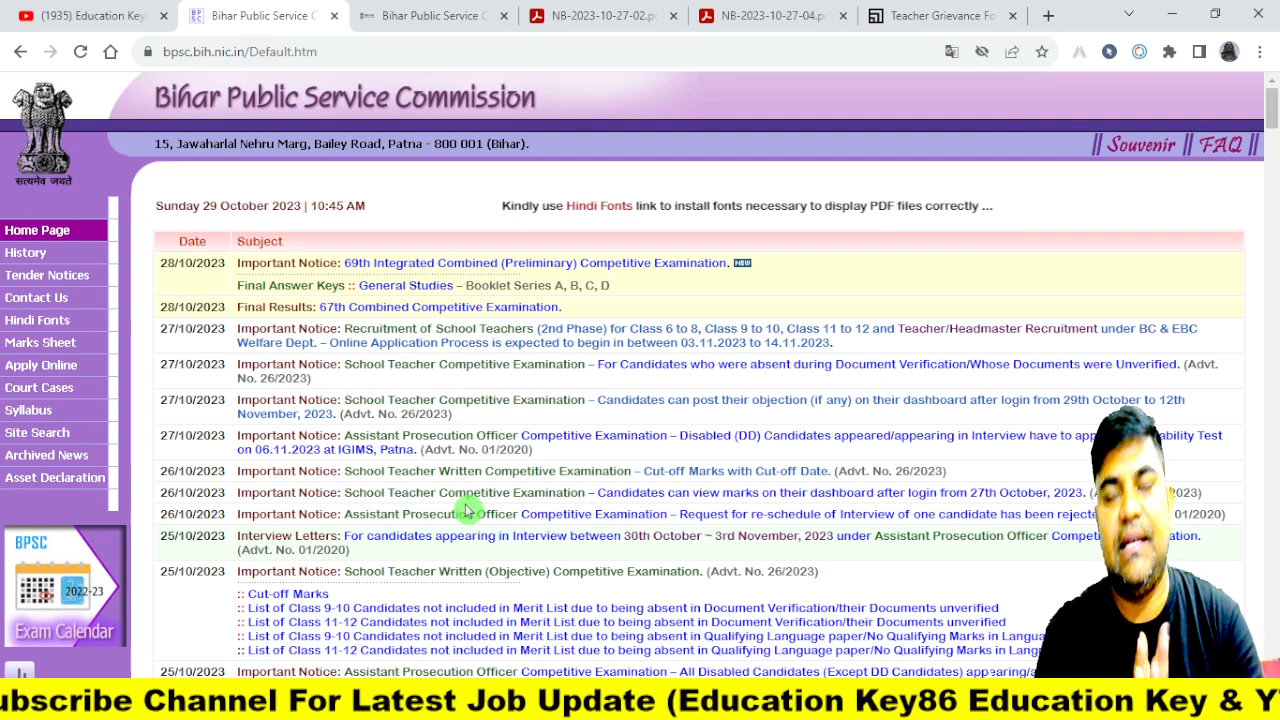 (1935) Education Key
Bihar Public Service C
Bihar Public Service C
NB-2023-10-27-02.p
NB-2023-10-27-04.p
Teacher Grievance Fo
bpsc.bih.nic.in/Default.htm
Bihar Public Service Commission
15, Jawaharlal Nehru Marg, Bailey Road, Patna - 800 001 (Bihar).
|| Souvenir || FAQ ||
सत्यमेव जयते
Sunday 29 October 2023 | 10:45 AM
Kindly use Hindi Fonts link to install fonts necessary to display PDF files correctly ...
Home Page
History
Tender Notices
Contact Us
Hindi Fonts
Marks Sheet
Apply Online
Court Cases
Syllabus
Site Search
Archived News
Asset Declaration
BPSC
2022-23
Exam Calendar
Date Subject
28/10/2023 Important Notice: 69th Integrated Combined (Preliminary) Competitive Examination. NEW
Final Answer Keys :: General Studies – Booklet Series A, B, C, D
28/10/2023 Final Results: 67th Combined Competitive Examination.
27/10/2023 Important Notice: Recruitment of School Teachers (2nd Phase) for Class 6 to 8, Class 9 to 10, Class 11 to 12 and Teacher/Headmaster Recruitment under BC & EBC
Welfare Dept. – Online Application Process is expected to begin in between 03.11.2023 to 14.11.2023.
27/10/2023 Important Notice: School Teacher Competitive Examination – For Candidates who were absent during Document Verification/Whose Documents were Unverified. (Advt.
No. 26/2023)
27/10/2023 Important Notice: School Teacher Competitive Examination – Candidates can post their objection (if any) on their dashboard after login from 29th October to 12th
November, 2023. (Advt. No. 26/2023)
27/10/2023 Important Notice: Assistant Prosecution Officer Competitive Examination – Disabled (DD) Candidates appeared/appearing in Interview have to app ability Test
on 06.11.2023 at IGIMS, Patna. (Advt. No. 01/2020)
26/10/2023 Important Notice: School Teacher Written Competitive Examination – Cut-off Marks with Cut-off Date. (Advt. No. 26/2023)
26/10/2023 Important Notice: School Teacher Competitive Examination – Candidates can view marks on their dashboard after login from 27th October, 2023. (A 2023)
26/10/2023 Important Notice: Assistant Prosecution Officer Competitive Examination – Request for re-schedule of Interview of one candidate has been rejec 01/2020)
25/10/2023 Interview Letters: For candidates appearing in Interview between 30th October ~ 3rd November, 2023 under Assistant Prosecution Officer Compet ation.
(Advt. No. 01/2020)
25/10/2023 Important Notice: School Teacher Written (Objective) Competitive Examination. (Advt. No. 26/2023)
:: Cut-off Marks
:: List of Class 9-10 Candidates not included in Merit List due to being absent in Document Verification/their Documents unverified
:: List of Class 11-12 Candidates not included in Merit List due to being absent in Document Verification/their Documents unverified
:: List of Class 9-10 Candidates not included in Merit List due to being absent in Qualifying Language paper/No Qualifying Marks in Langua
:: List of Class 11-12 Candidates not included in Merit List due to being absent in Qualifying Language paper/No Qualifying Marks in Langu
25/10/2023 Important Notice: Assistant Prosecution Officer Competitive Examination – All Disabled Candidates (Except DD Candidates) appearing/a
ubscribe Channel For Latest Job Update (Education Key86 Education Key & Y